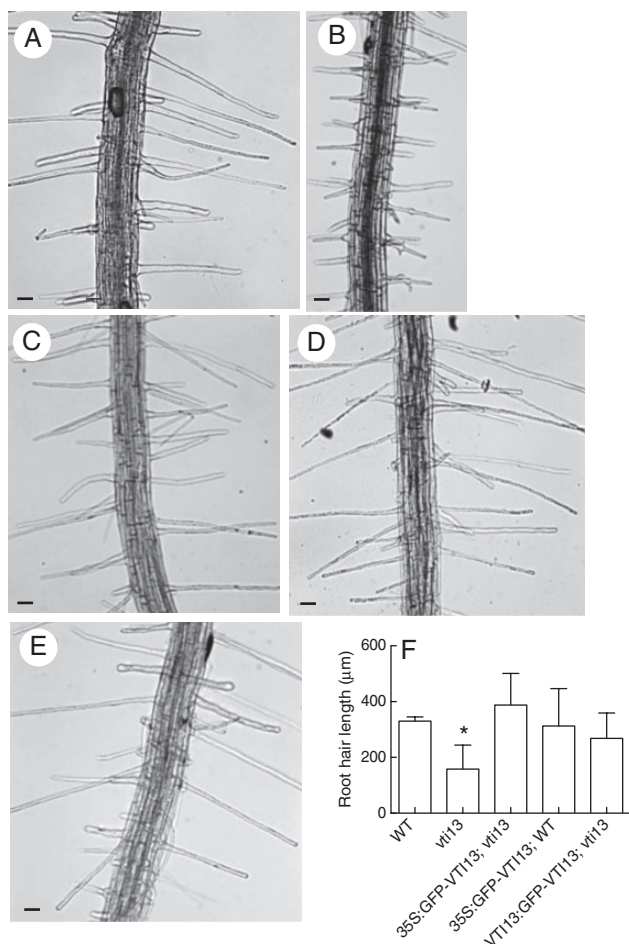 A
B
C
D
E
F
Root hair length (μm)
600
400
200
0
WT
vti13
35S:GFP-VTI13; vti13
35S:GFP-VTI13; WT
VTI13:GFP-VTI13; vti13
*